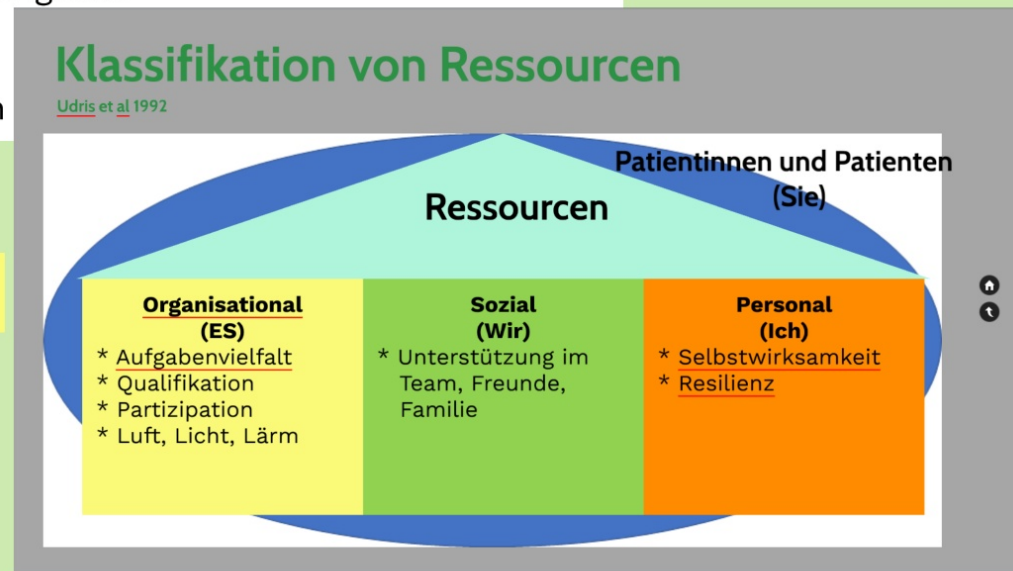 Klassifikation von Ressourcen
Udris et al 1992
Patientinnen und Patienten
(Sie)
Ressourcen
Organisational
(ES)
* Aufgabenvielfalt
* Qualifikation
* Partizipation
* Luft, Licht, Lärm
Sozial
(Wir)
* Unterstützung im
Team, Freunde,
Familie
Personal
(Ich)
* Selbstwirksamkeit
* Resilienz